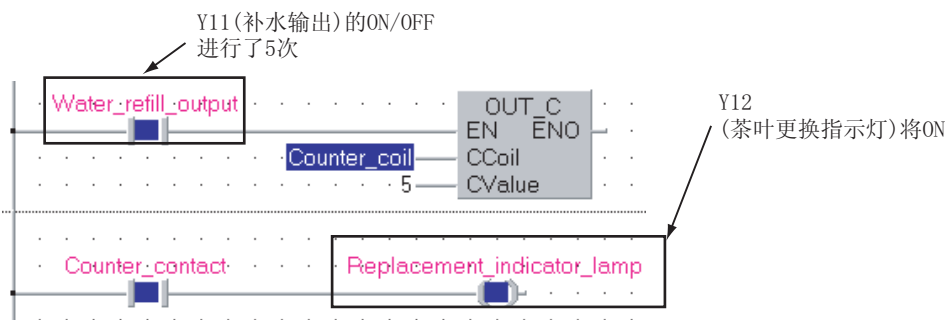 Y11(补水输出)的ON/OFF
进行了5次
Water_refill_output
OUT_C
EN ENO
Counter_coil CCoil
5 CValue
Y12
(茶叶更换指示灯)将ON
Counter_contact
Replacement_indicator_lamp